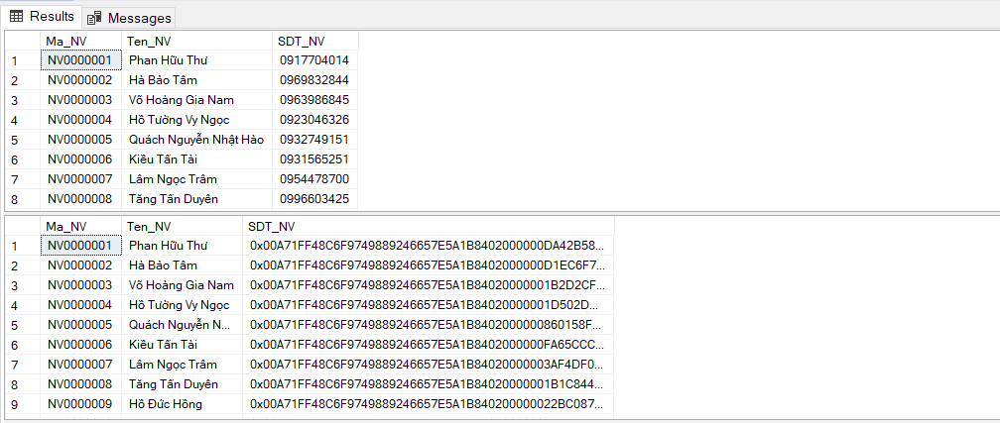 Results Messages
Ma_NV Ten_NV SDT_NV
1 NV0000001 Phan Hữu Thư 0917704014
2 NV0000002 Hà Bảo Tâm 0969832844
3 NV0000003 Võ Hoàng Gia Nam 0963986845
4 NV0000004 Hồ Tường Vy Ngọc 0923046326
5 NV0000005 Quách Nguyễn Nhật Hào 0932749151
6 NV0000006 Kiều Tấn Tài 0931565251
7 NV0000007 Lâm Ngọc Trâm 0954478700
8 NV0000008 Tăng Tấn Duyên 0996603425
Ma_NV Ten_NV SDT_NV
1 NV0000001 Phan Hữu Thư 0x00A71FF48C6F9749889246657E5A1B8402000000DA42B58...
2 NV0000002 Hà Bảo Tâm 0x00A71FF48C6F9749889246657E5A1B8402000000D1EC6F7...
3 NV0000003 Võ Hoàng Gia Nam 0x00A71FF48C6F9749889246657E5A1B84020000001B2D2CF...
4 NV0000004 Hồ Tường Vy Ngọc 0x00A71FF48C6F9749889246657E5A1B84020000001D502D...
5 NV0000005 Quách Nguyễn N... 0x00A71FF48C6F9749889246657E5A1B8402000000860158F...
6 NV0000006 Kiều Tấn Tài 0x00A71FF48C6F9749889246657E5A1B8402000000FA65CCC...
7 NV0000007 Lâm Ngọc Trâm 0x00A71FF48C6F9749889246657E5A1B84020000003AF4DF0...
8 NV0000008 Tăng Tấn Duyên 0x00A71FF48C6F9749889246657E5A1B84020000001B1C844...
9 NV0000009 Hồ Đức Hồng 0x00A71FF48C6F9749889246657E5A1B840200000022BC087...